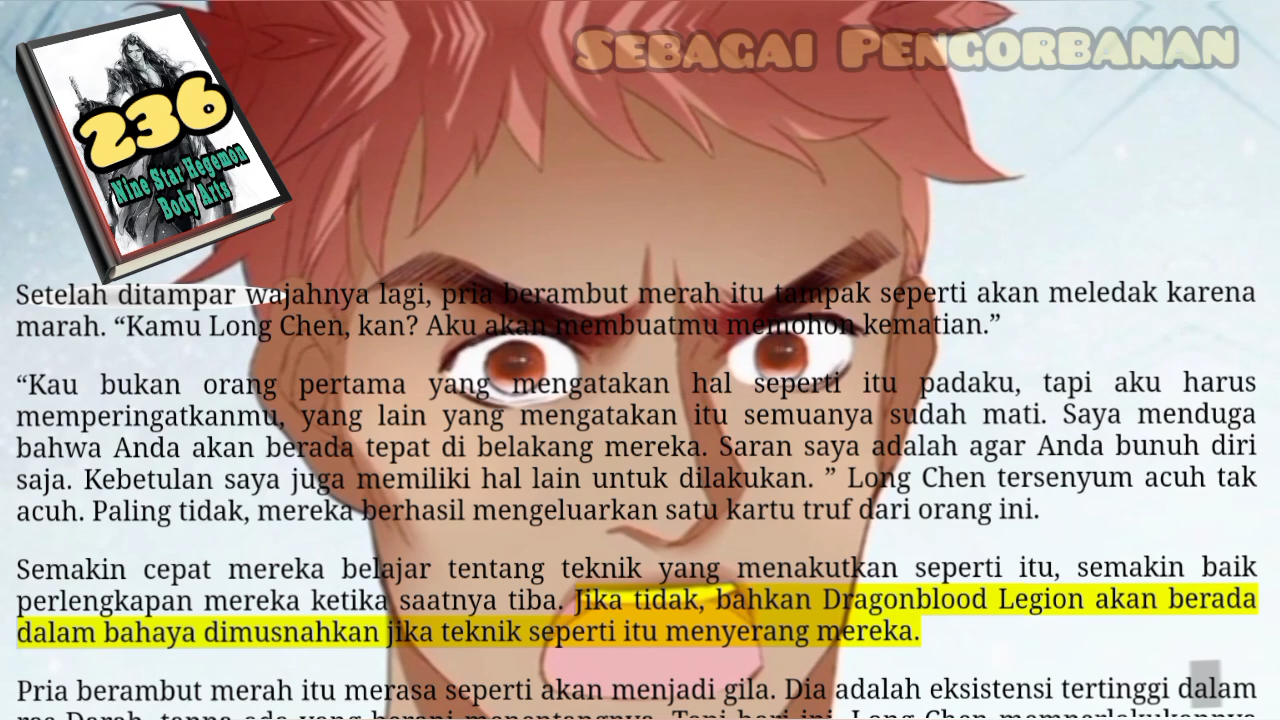 SEBAGAI PENGORBANAN
236
Nine Star Hegemon
Body Arts
Setelah ditampar wajahnya lagi, pria berambut merah itu tampak seperti akan meledak karena
marah. “Kamu Long Chen, kan? Aku akan membuatmu memohon kematian.”
“Kau bukan orang pertama yang mengatakan hal seperti itu padaku, tapi aku harus
memperingatkanmu, yang lain yang mengatakan itu semuanya sudah mati. Saya menduga
bahwa Anda akan berada tepat di belakang mereka. Saran saya adalah agar Anda bunuh diri
saja. Kebetulan saya juga memiliki hal lain untuk dilakukan. ” Long Chen tersenyum acuh tak
acuh. Paling tidak, mereka berhasil mengeluarkan satu kartu truf dari orang ini.
Semakin cepat mereka belajar tentang teknik yang menakutkan seperti itu, semakin baik
perlengkapan mereka ketika saatnya tiba. Jika tidak, bahkan Dragonblood Legion akan berada
dalam bahaya dimusnahkan jika teknik seperti itu menyerang mereka.
Pria berambut merah itu merasa seperti akan menjadi gila. Dia adalah eksistensi tertinggi dalam